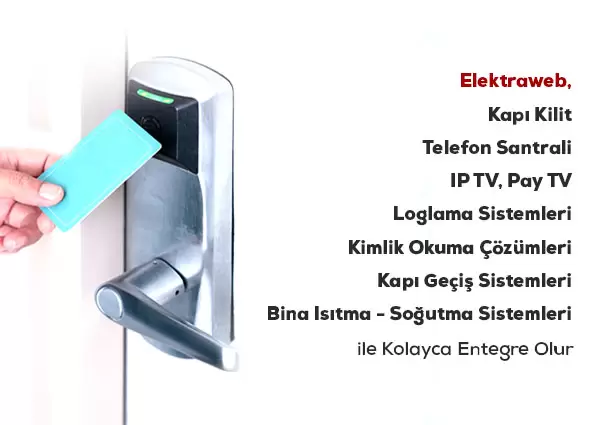 Elektraweb,
Kapı Kilit
Telefon Santrali
IP TV, Pay TV
Loglama Sistemleri
Kimlik Okuma Çözümleri
Kapı Geçiş Sistemleri
Bina Isıtma - Soğutma Sistemleri
ile Kolayca Entegre Olur